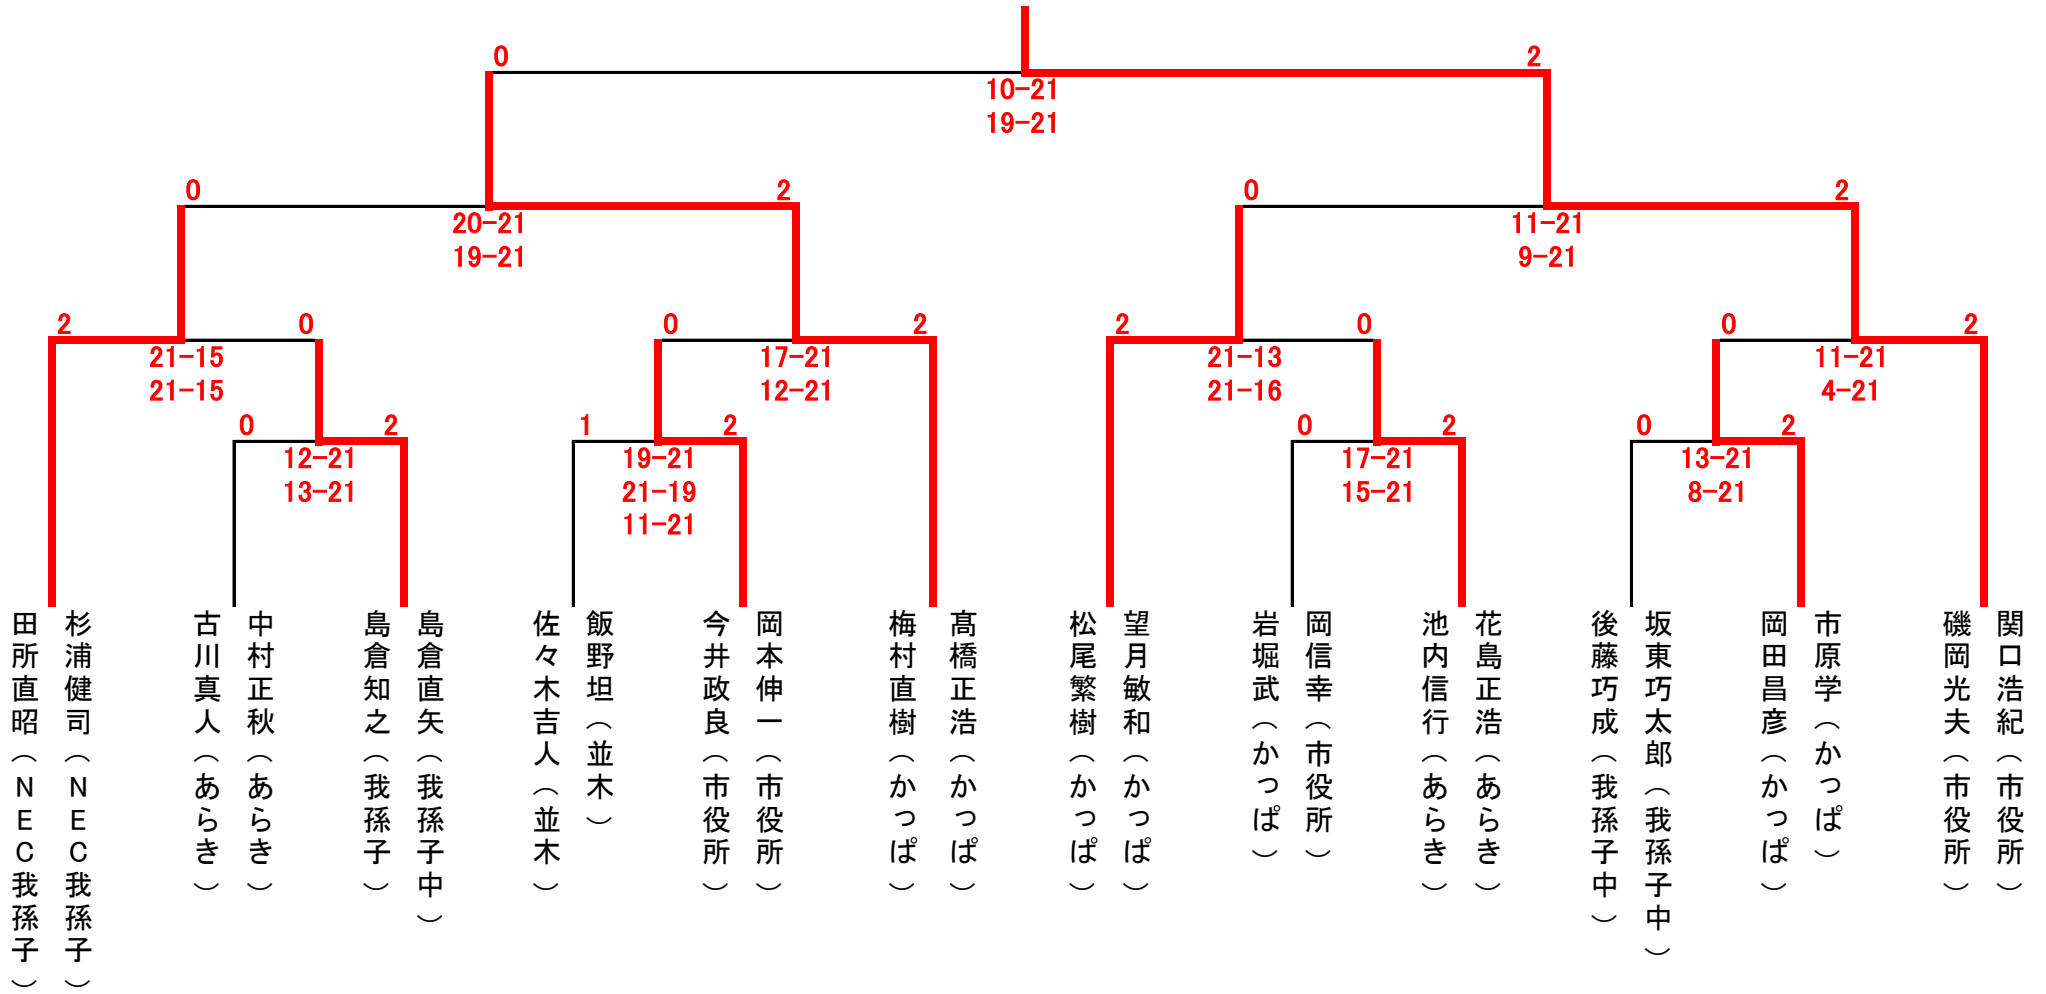 0
2
10-21
19-21
0
2
0
2
20-21
19-21
11-21
9-21
2
0
0
2
2
0
0
2
21-15
21-15
17-21
12-21
21-13
21-16
11-21
4-21
0
2
1
2
0
2
0
2
12-21
13-21
19-21
21-19
11-21
17-21
15-21
13-21
8-21
田所直昭(NEC我孫子)
杉浦健司(NEC我孫子)
古川真人(あらき)
中村正秋(あらき)
島倉知之(我孫子)
島倉直矢(我孫子中)
佐々木吉人(並木)
飯野坦(並木)
今井政良(市役所)
岡本伸一(市役所)
梅村直樹(かっぱ)
髙橋正浩(かっぱ)
松尾繁樹(かっぱ)
望月敏和(かっぱ)
岩堀武(かっぱ)
岡信幸(市役所)
池内信行(あらき)
花島正浩(あらき)
後藤巧成(我孫子中)
坂東巧太郎(我孫子中)
岡田昌彦(かっぱ)
市原学(かっぱ)
磯岡光夫(市役所)
関口浩紀(市役所)